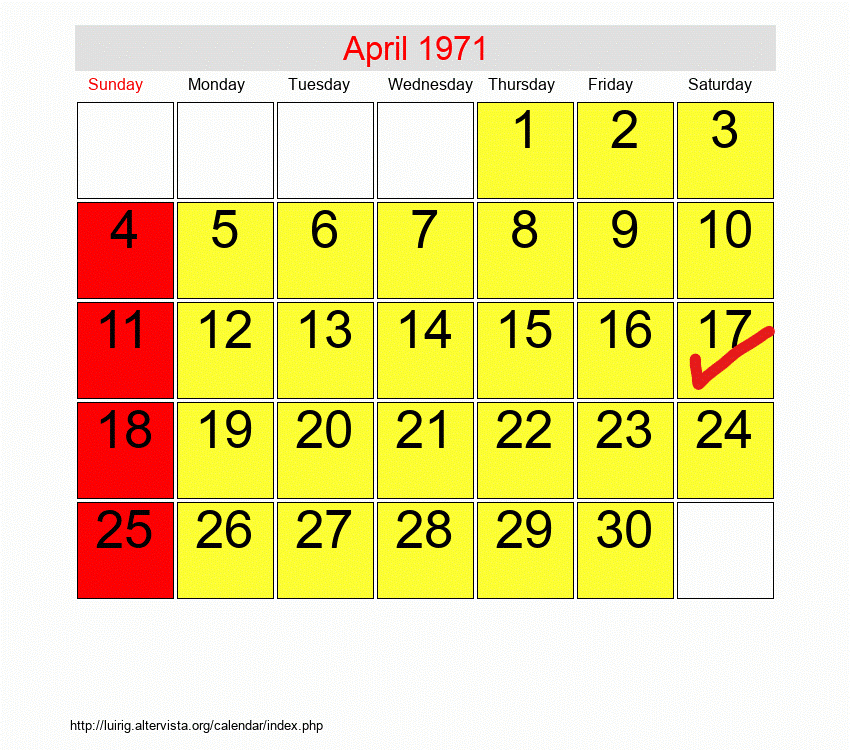 April 1971
Sunday Monday Tuesday Wednesday Thursday Friday Saturday
1 2 3
4 5 6 7 8 9 10
11 12 13 14 15 16 17
18 19 20 21 22 23 24
25 26 27 28 29 30
http://luirig.altervista.org/calendar/index.php